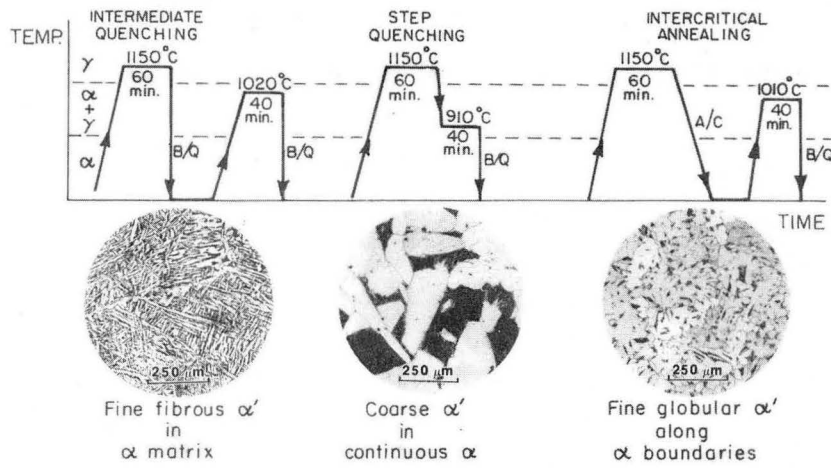 INTERMEDIATE
QUENCHING
STEP
QUENCHING
INTERCRITICAL
ANNEALING
TEMP.
γ
α
+
γ
α
1150°C
60
min.
B/Q
1020°C
40
min.
B/Q
1150°C
60
min.
910°C
40
min.
B/Q
1150°C
60
min.
A/C
1010°C
40
min.
B/Q
TIME
250 μm
250 μm
250 μm
Fine fibrous α'
in
α matrix
Coarse α'
in
continuous α
Fine globular α'
along
α boundaries